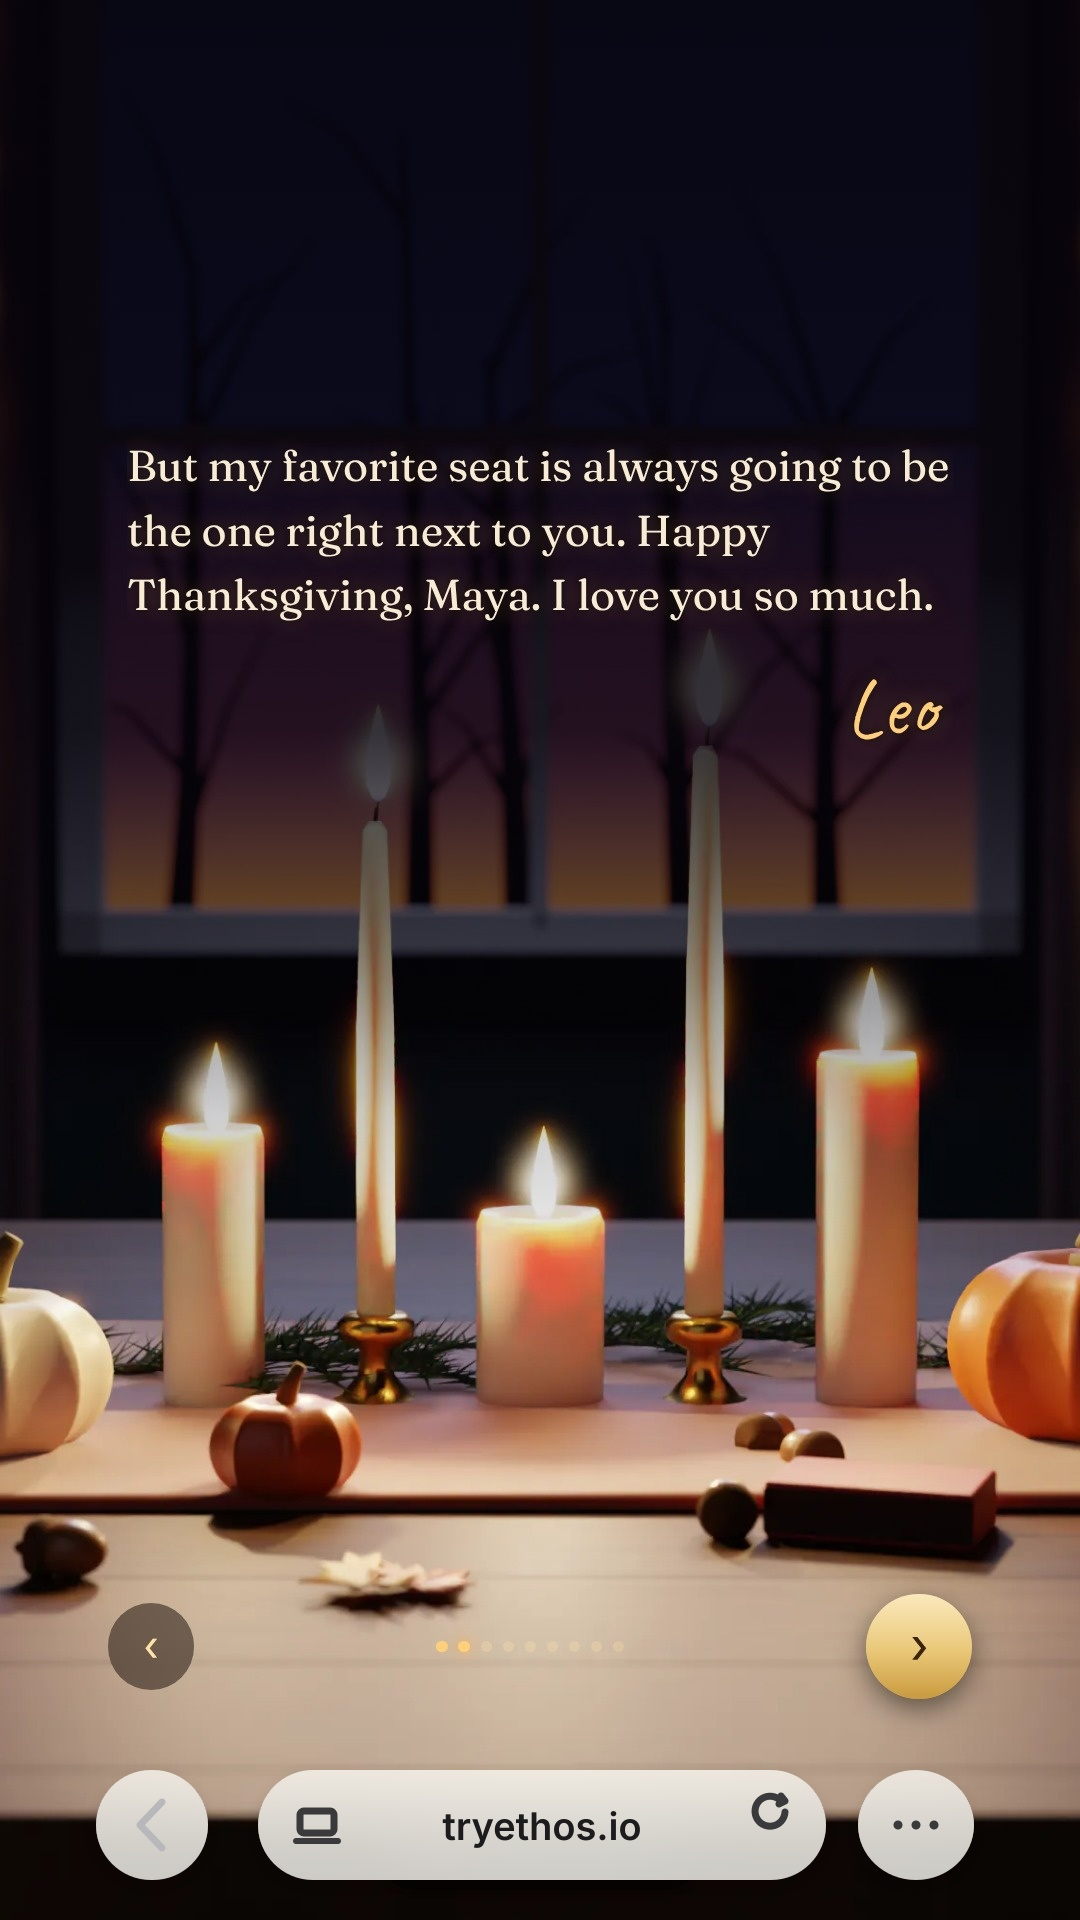 But my favorite seat is always going to be
the one right next to you. Happy
Thanksgiving, Maya. I love you so much.
Leo
tryethos.io